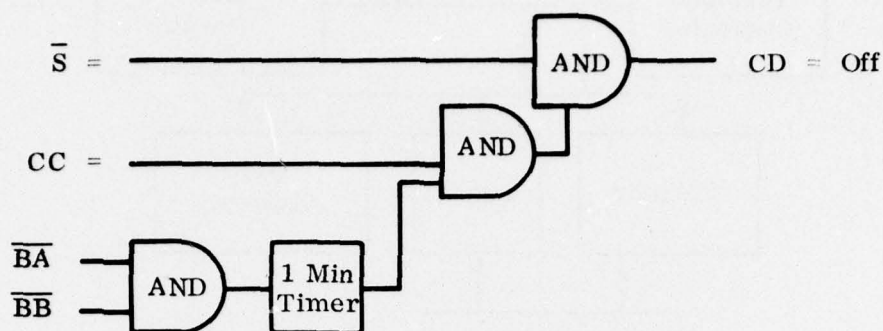 S̅ =
AND
CD = Off
CC =
AND
B̅A̅
B̅B̅
AND
1 Min
Timer